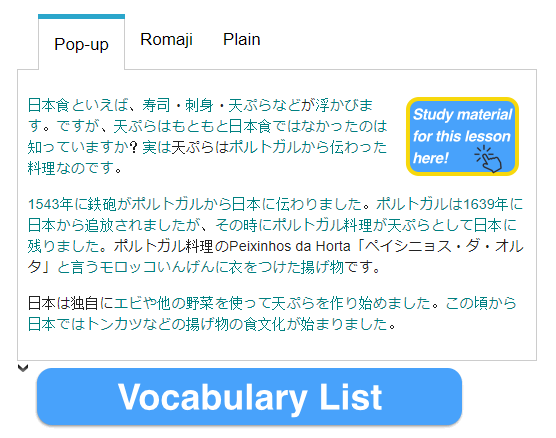 Pop-up
Romaji
Plain
日本食といえば、寿司・刺身・天ぷらなどが浮かびま
す。ですが、天ぷらはもともと日本食ではなかったのは
知っていますか？実は天ぷらはポルトガルから伝わった
料理なのです。
Study material
for this lesson
here!
1543年に鉄砲がポルトガルから日本に伝わりました。ポルトガルは1639年に
日本から追放されましたが、その時にポルトガル料理が天ぷらとして日本に
残りました。ポルトガル料理のPeixinhos da Horta「ペイシニョス・ダ・オル
タ」と言うモロッコいんげんに衣をつけた揚げ物です。
日本は独自にエビや他の野菜を使って天ぷらを作り始めました。この頃から
日本ではトンカツなどの揚げ物の食文化が始まりました。
Vocabulary List